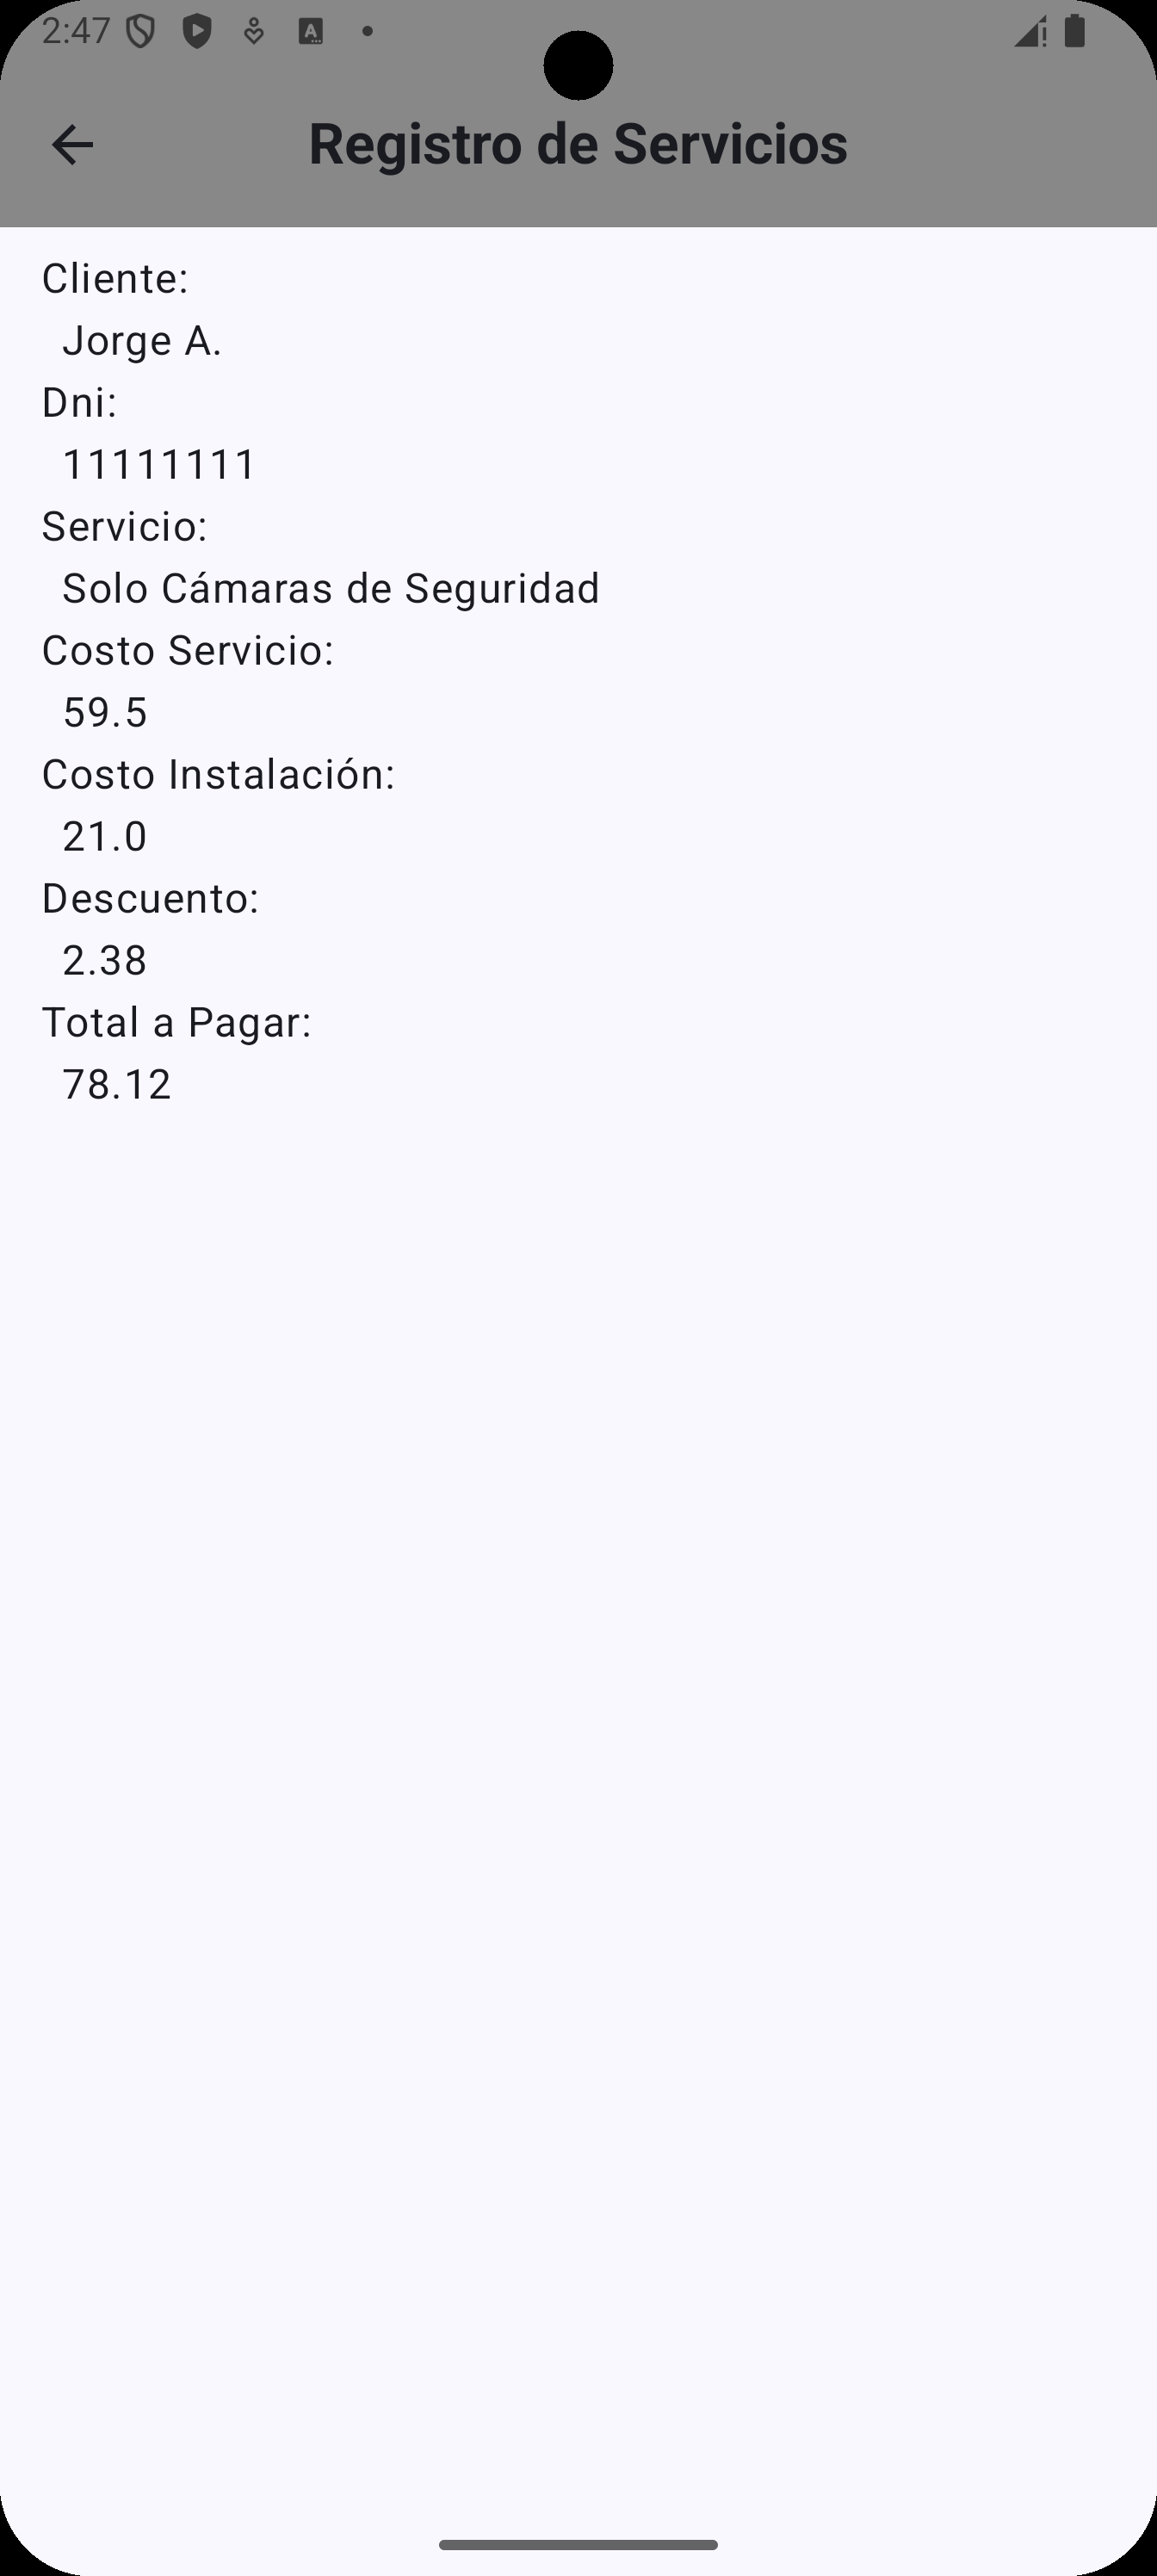 2:47
Registro de Servicios
Cliente:
Jorge A.
Dni:
11111111
Servicio:
Solo Cámaras de Seguridad
Costo Servicio:
59.5
Costo Instalación:
21.0
Descuento:
2.38
Total a Pagar:
78.12